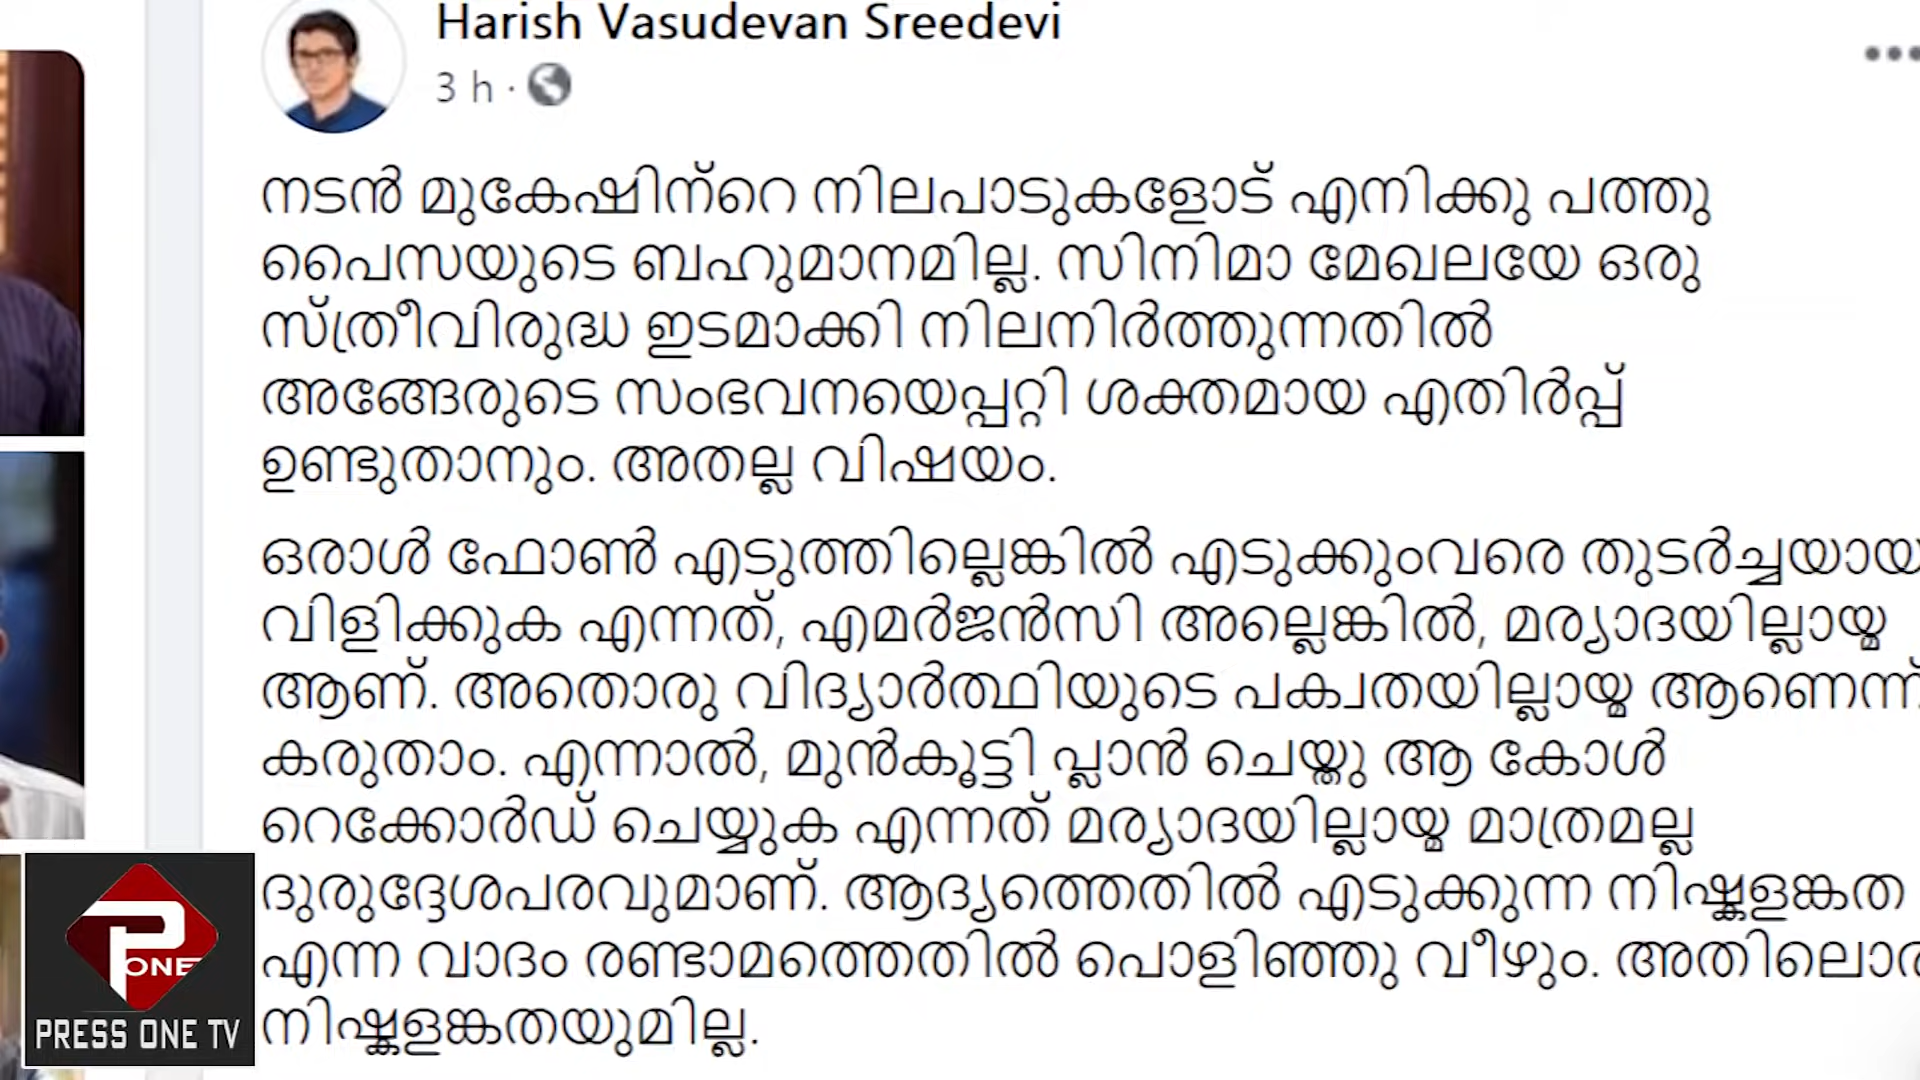 Harish Vasudevan Sreedevi
3 h ·
നടൻ മുകേഷിന്റെ നിലപാടുകളോട് എനിക്കു പത്തു
പൈസയുടെ ബഹുമാനമില്ല. സിനിമാ മേഖലയേ ഒരു
സ്ത്രീവിരുദ്ധ ഇടമാക്കി നിലനിർത്തുന്നതിൽ
അങ്ങേരുടെ സംഭവനയെപ്പറ്റി ശക്തമായ എതിർപ്പ്
ഉണ്ടുതാനും. അതല്ല വിഷയം.
ഒരാൾ ഫോൺ എടുത്തില്ലെങ്കിൽ എടുക്കുംവരെ തുടർച്ചയായ
വിളിക്കുക എന്നത്, എമർജൻസി അല്ലെങ്കിൽ, മര്യാദയില്ലായ്മ
ആണ്. അതൊരു വിദ്യാർത്ഥിയുടെ പക്വതയില്ലായ്മ ആണെന്ന്
കരുതാം. എന്നാൽ, മുൻകൂട്ടി പ്ലാൻ ചെയ്തു ആ കോൾ
റെക്കോർഡ് ചെയ്യുക എന്നത് മര്യാദയില്ലായ്മ മാത്രമല്ല
ദുരുദ്ദേശപരവുമാണ്. ആദ്യത്തെതിൽ എടുക്കുന്ന നിഷ്കളങ്കത
എന്ന വാദം രണ്ടാമത്തെതിൽ പൊളിഞ്ഞു വീഴും. അതിലൊര
നിഷ്കളങ്കതയുമില്ല.
P ONE
PRESS ONE TV